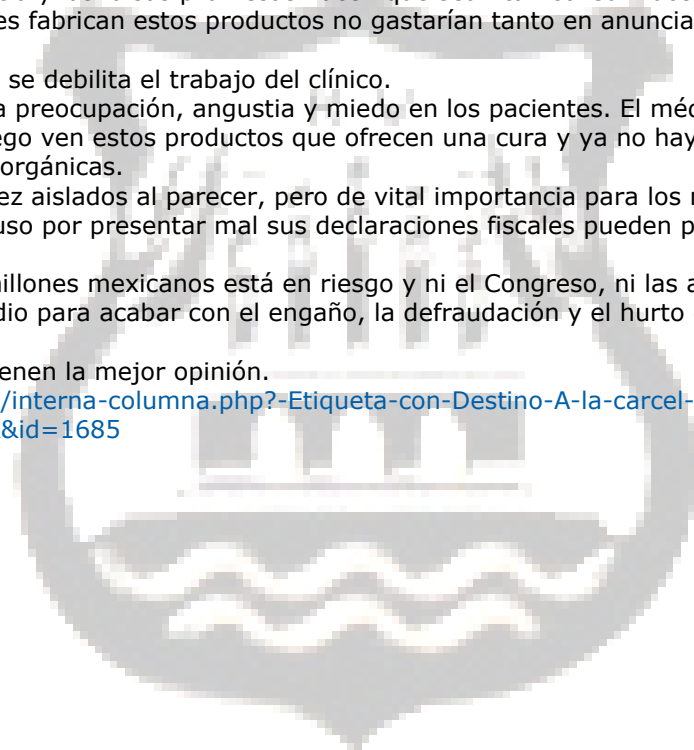 es fabrican estos productos no gastarían tanto en anuncia
se debilita el trabajo del clínico.
a preocupación, angustia y miedo en los pacientes. El méd
ego ven estos productos que ofrecen una cura y ya no hay
orgánicas.
ez aislados al parecer, pero de vital importancia para los
uso por presentar mal sus declaraciones fiscales pueden p
illones mexicanos está en riesgo y ni el Congreso, ni las a
dio para acabar con el engaño, la defraudación y el hurto
enen la mejor opinión.
/interna-columna.php?-Etiqueta-con-Destino-A-la-carcel-
&id=1685